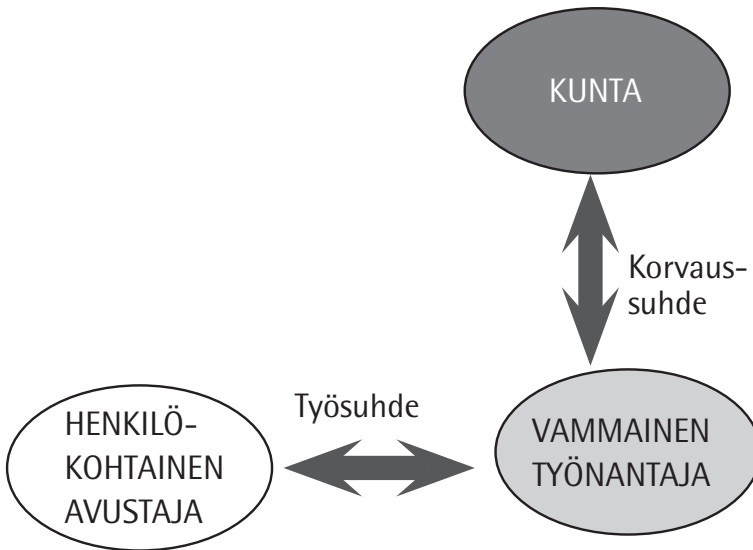 KUNTA
Korvaus-
suhde
Työsuhde
HENKILÖ-
KOHTAINEN
AVUSTAJA
VAMMAINEN
TYÖNANTAJA